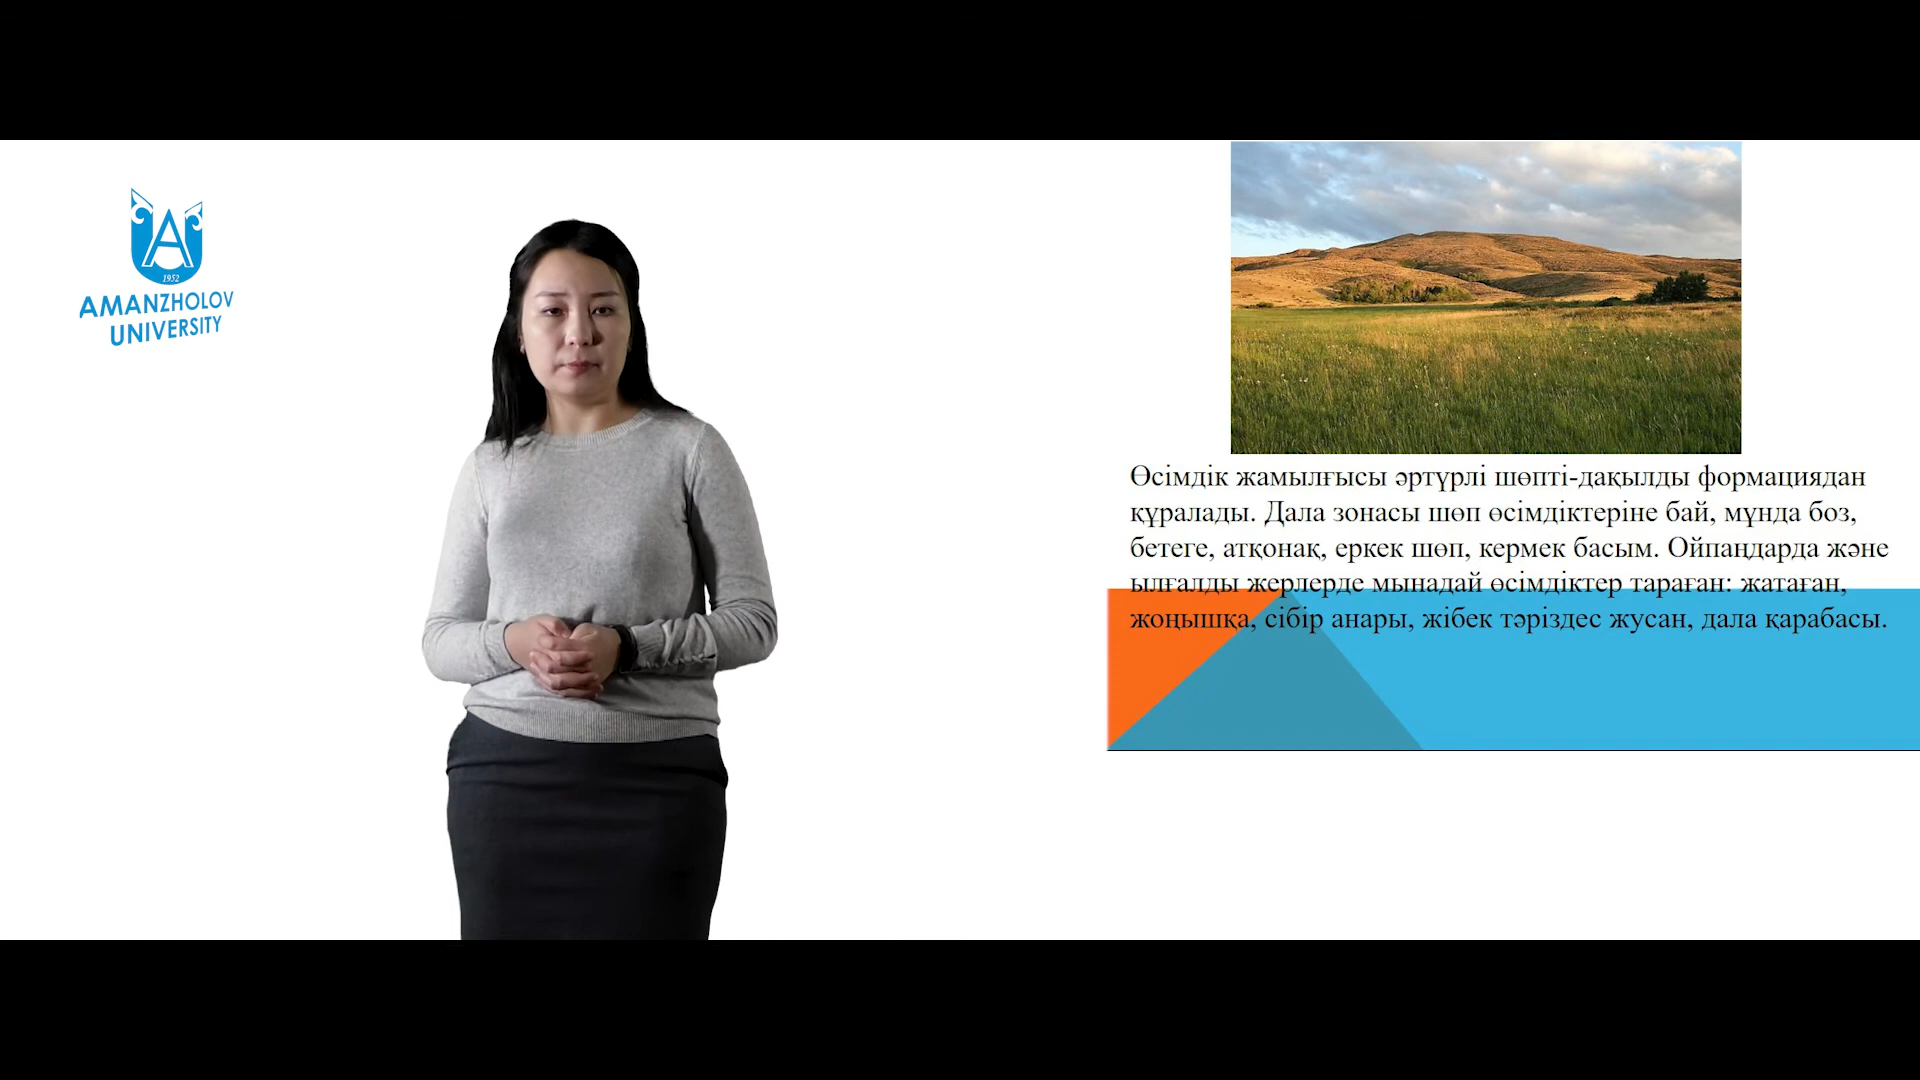 1952
AMANZHOLOV
UNIVERSITY
Өсімдік жамылғысы әртүрлі шөпті-дақылды формациядан
құралады. Дала зонасы шөп өсімдіктеріне бай, мұнда боз,
бетеге, атқонақ, еркек шөп, кермек басым. Ойпаңдарда және
ылғалды жерлерде мынадай өсімдіктер тараған: жатаған,
жоңышқа, сібір анары, жібек тәріздес жусан, дала қарабасы.